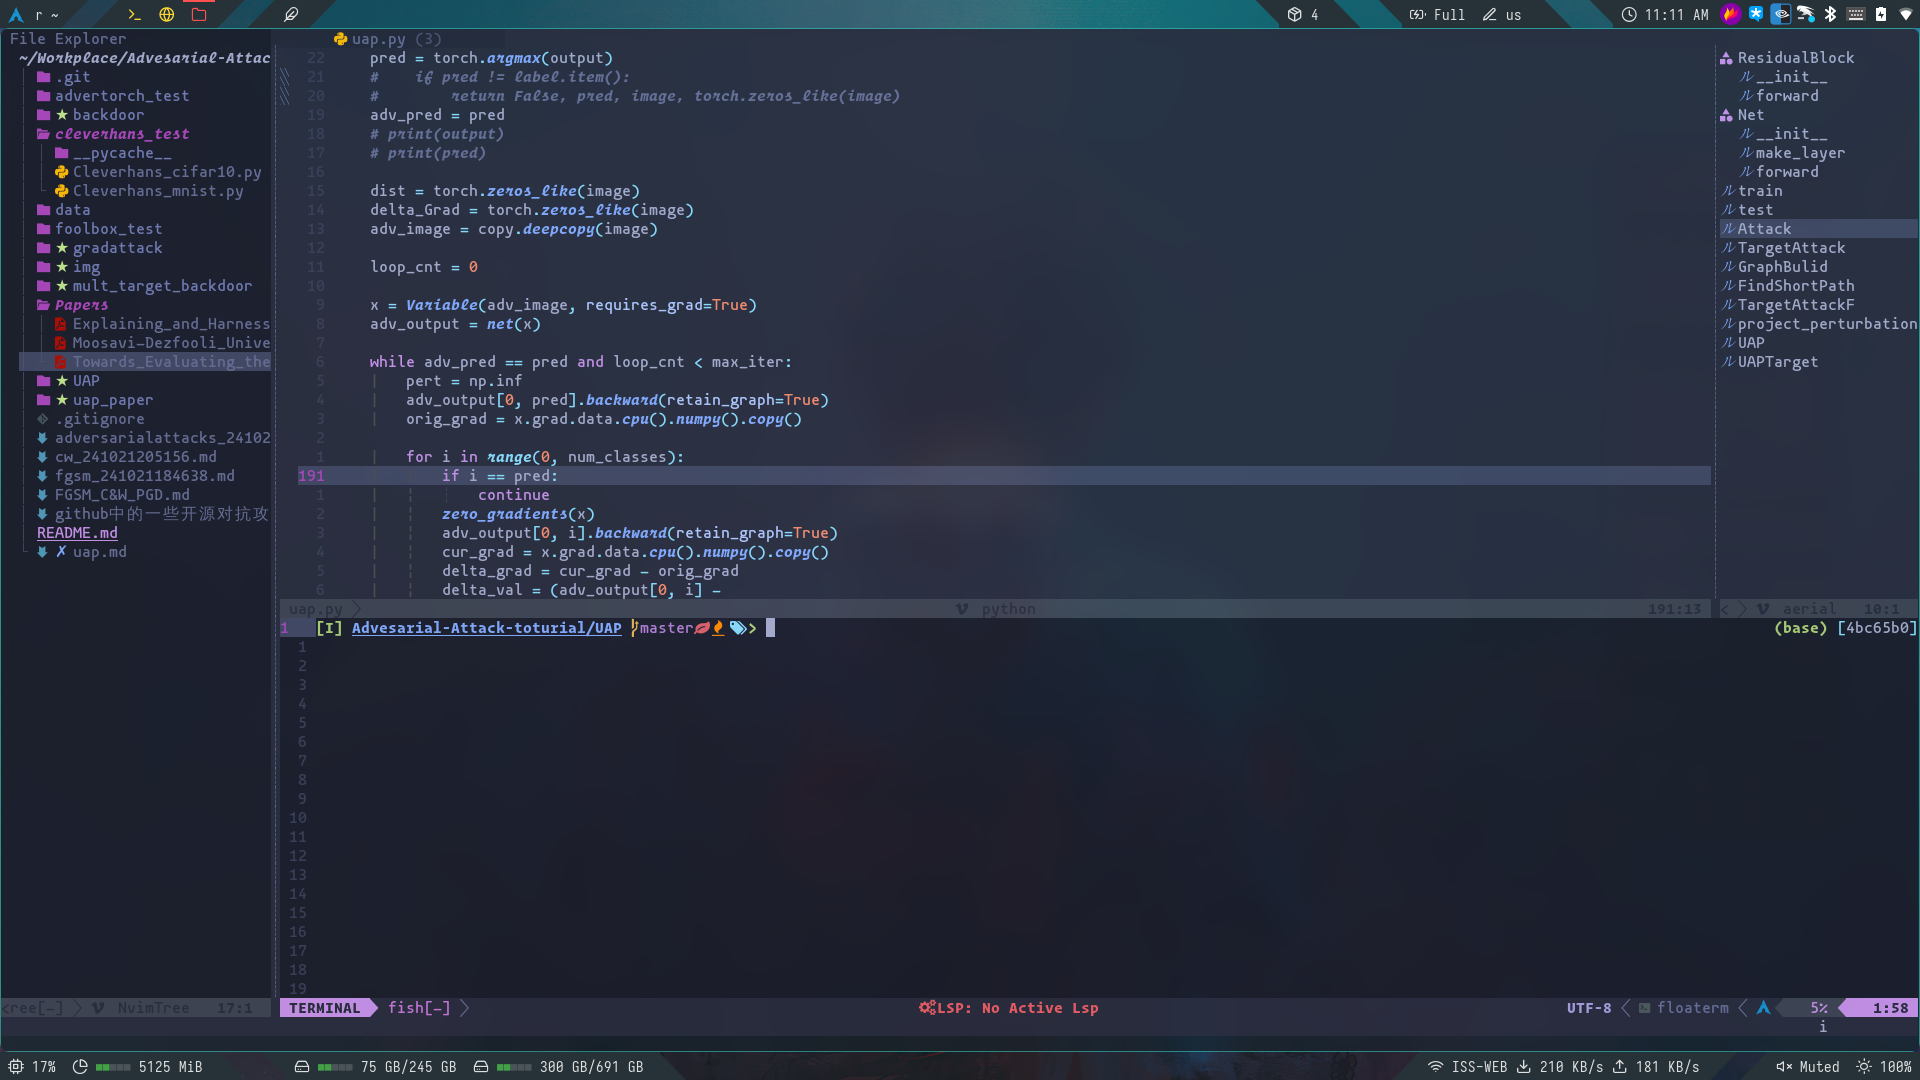 r ~
4
Full
us
11:11 AM
File Explorer
~/Workplace/Advesarial-Attac
.git
advertorch_test
★ backdoor
cleverhans_test
__pycache__
Cleverhans_cifar10.py
Cleverhans_mnist.py
data
foolbox_test
★ gradattack
★ img
★ mult_target_backdoor
Papers
Explaining_and_Harness
Moosavi-Dezfooli_Unive
Towards_Evaluating_the
★ UAP
★ uap_paper
.gitignore
adversarialattacks_24102
cw_241021205156.md
fgsm_241021184638.md
FGSM_C&W_PGD.md
github中的一些开源对抗攻
README.md
✗ uap.md
uap.py (3)
22 pred = torch.argmax(output)
21 #    if pred != label.item():
20 #        return False, pred, image, torch.zeros_like(image)
19 adv_pred = pred
18 # print(output)
17 # print(pred)
16
15 dist = torch.zeros_like(image)
14 delta_Grad = torch.zeros_like(image)
13 adv_image = copy.deepcopy(image)
12
11 loop_cnt = 0
10
9 x = Variable(adv_image, requires_grad=True)
8 adv_output = net(x)
7
6 while adv_pred == pred and loop_cnt < max_iter:
5     pert = np.inf
4     adv_output[0, pred].backward(retain_graph=True)
3     orig_grad = x.grad.data.cpu().numpy().copy()
2
1     for i in range(0, num_classes):
191         if i == pred:
1             continue
2         zero_gradients(x)
3         adv_output[0, i].backward(retain_graph=True)
4         cur_grad = x.grad.data.cpu().numpy().copy()
5         delta_grad = cur_grad - orig_grad
6         delta_val = (adv_output[0, i] -
uap.py
python
191:13
ResidualBlock
__init__
forward
Net
__init__
make_layer
forward
train
test
Attack
TargetAttack
GraphBulid
FindShortPath
TargetAttackF
project_perturbation
UAP
UAPTarget
< > aerial 10:1
1 [I] Advesarial-Attack-toturial/UAP master > (base) [4bc65b0]
1
2
3
4
5
6
7
8
9
10
11
12
13
14
15
16
17
18
19
<ree[-] NvimTree 17:1
TERMINAL fish[-]
LSP: No Active Lsp
UTF-8 floaterm 5% 1:58
i
17%
5125 MiB
75 GB/245 GB
300 GB/691 GB
ISS-WEB 210 KB/s 181 KB/s
Muted
100%